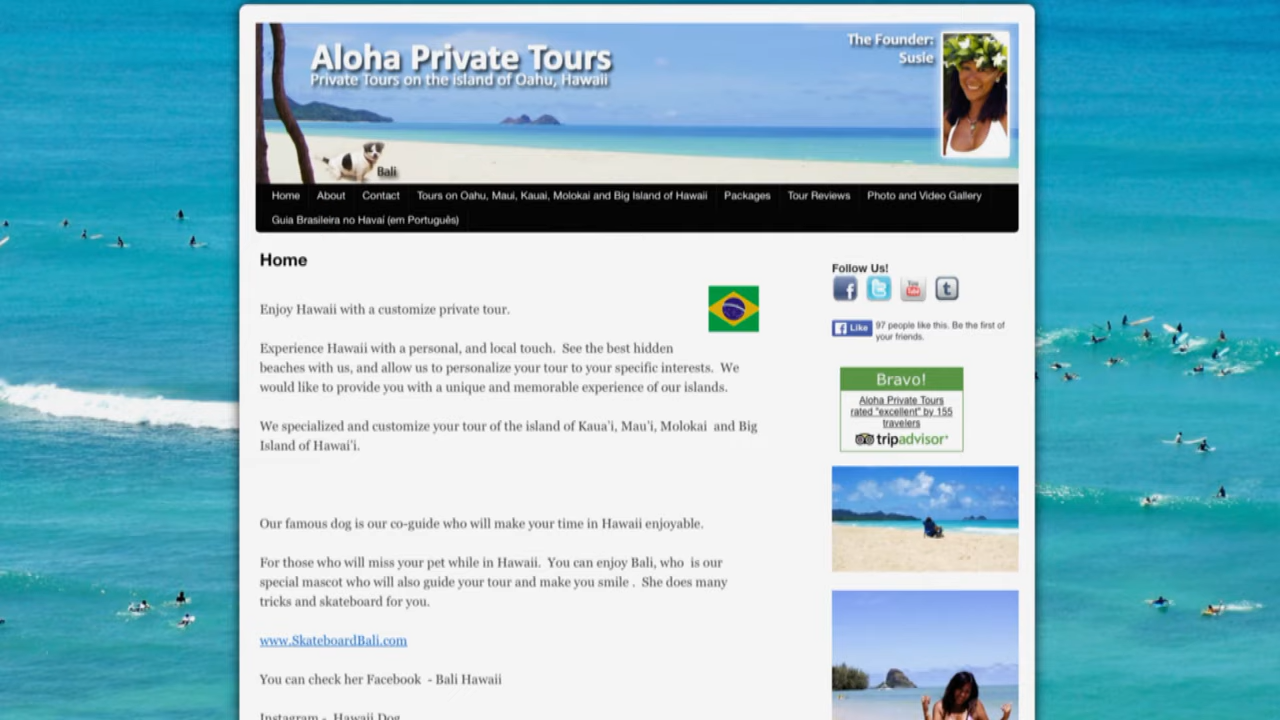 Aloha Private Tours
Private Tours on the island of Oahu, Hawaii
The Founder:
Susie
Bali
Home About Contact Tours on Oahu, Maui, Kauai, Molokai and Big Island of Hawaii Packages Tour Reviews Photo and Video Gallery
Guia Brasileira no Havaí (em Português)
Home
Enjoy Hawaii with a customize private tour.
Experience Hawaii with a personal, and local touch. See the best hidden
beaches with us, and allow us to personalize your tour to your specific interests. We
would like to provide you with a unique and memorable experience of our islands.
We specialized and customize your tour of the island of Kaua'i, Mau'i, Molokai and Big
Island of Hawai'i.
Our famous dog is our co-guide who will make your time in Hawaii enjoyable.
For those who will miss your pet while in Hawaii. You can enjoy Bali, who is our
special mascot who will also guide your tour and make you smile . She does many
tricks and skateboard for you.
www.SkateboardBali.com
You can check her Facebook - Bali Hawaii
Instagram - Hawaii Dog
Follow Us!
f t You Tube t
f Like 97 people like this. Be the first of
your friends.
Bravo!
Aloha Private Tours
rated "excellent" by 155
travelers
tripadvisor